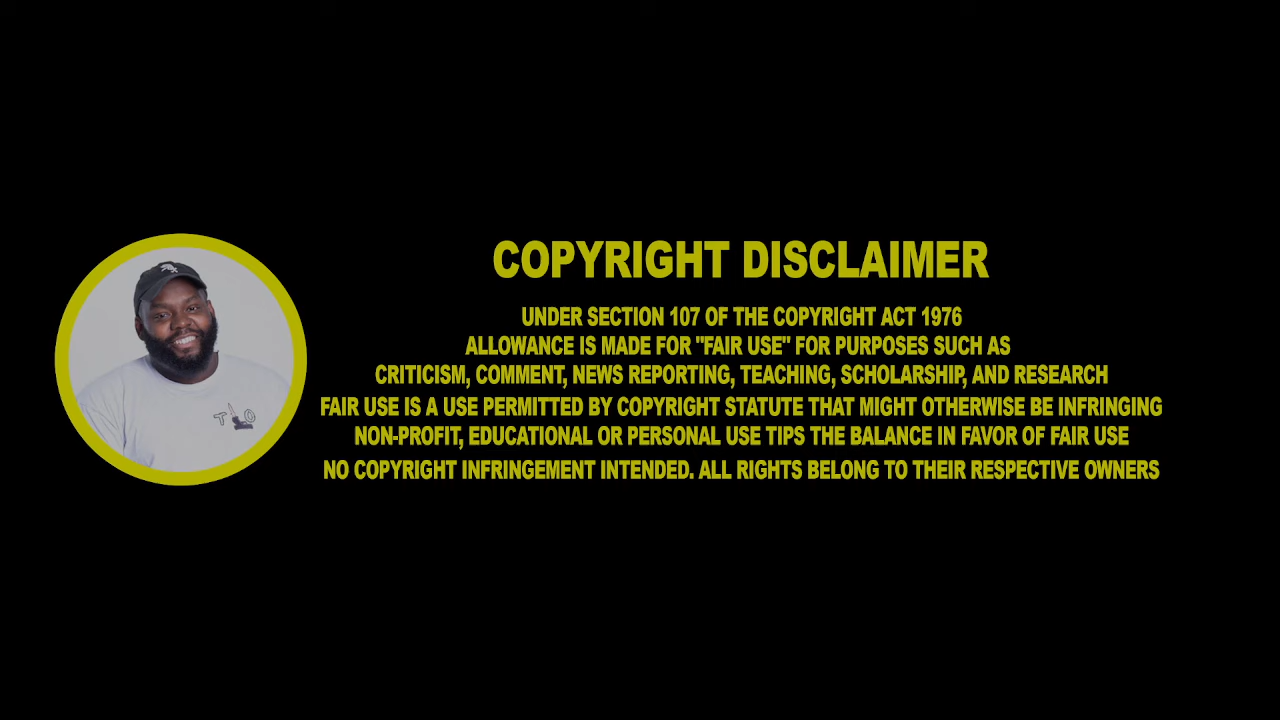 COPYRIGHT DISCLAIMER
UNDER SECTION 107 OF THE COPYRIGHT ACT 1976
ALLOWANCE IS MADE FOR "FAIR USE" FOR PURPOSES SUCH AS
CRITICISM, COMMENT, NEWS REPORTING, TEACHING, SCHOLARSHIP, AND RESEARCH
FAIR USE IS A USE PERMITTED BY COPYRIGHT STATUTE THAT MIGHT OTHERWISE BE INFRINGING
NON-PROFIT, EDUCATIONAL OR PERSONAL USE TIPS THE BALANCE IN FAVOR OF FAIR USE
NO COPYRIGHT INFRINGEMENT INTENDED. ALL RIGHTS BELONG TO THEIR RESPECTIVE OWNERS